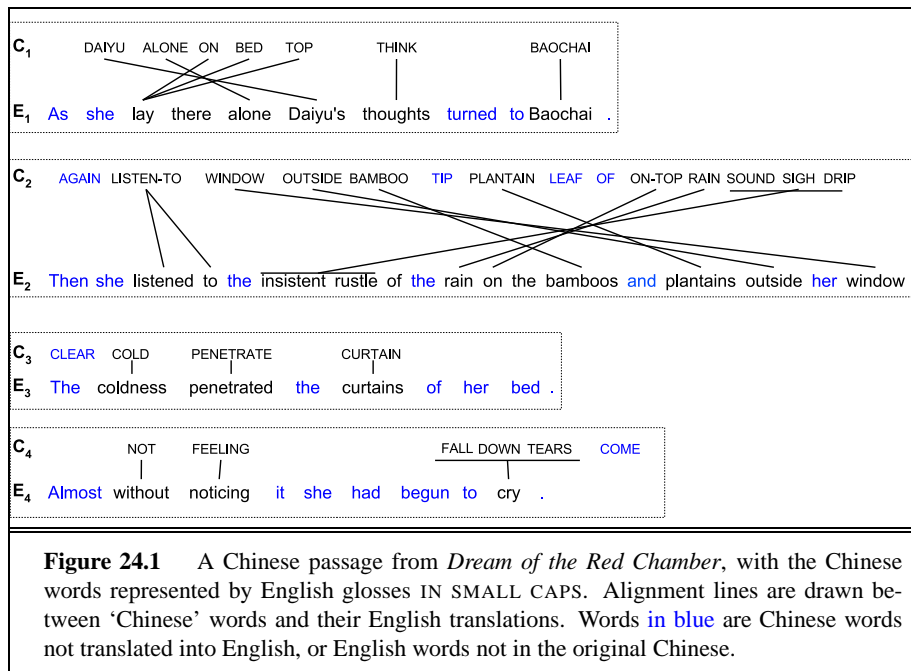 C1 DAIYU ALONE ON BED TOP THINK BAOCHAI
E1 As she lay there alone Daiyu's thoughts turned to Baochai .
C2 AGAIN LISTEN-TO WINDOW OUTSIDE BAMBOO TIP PLANTAIN LEAF OF ON-TOP RAIN SOUND SIGH DRIP
E2 Then she listened to the insistent rustle of the rain on the bamboos and plantains outside her window
C3 CLEAR COLD PENETRATE CURTAIN
E3 The coldness penetrated the curtains of her bed .
C4 NOT FEELING FALL DOWN TEARS COME
E4 Almost without noticing it she had begun to cry .
Figure 24.1 A Chinese passage from Dream of the Red Chamber, with the Chinese
words represented by English glosses IN SMALL CAPS. Alignment lines are drawn be-
tween ‘Chinese’ words and their English translations. Words in blue are Chinese words
not translated into English, or English words not in the original Chinese.